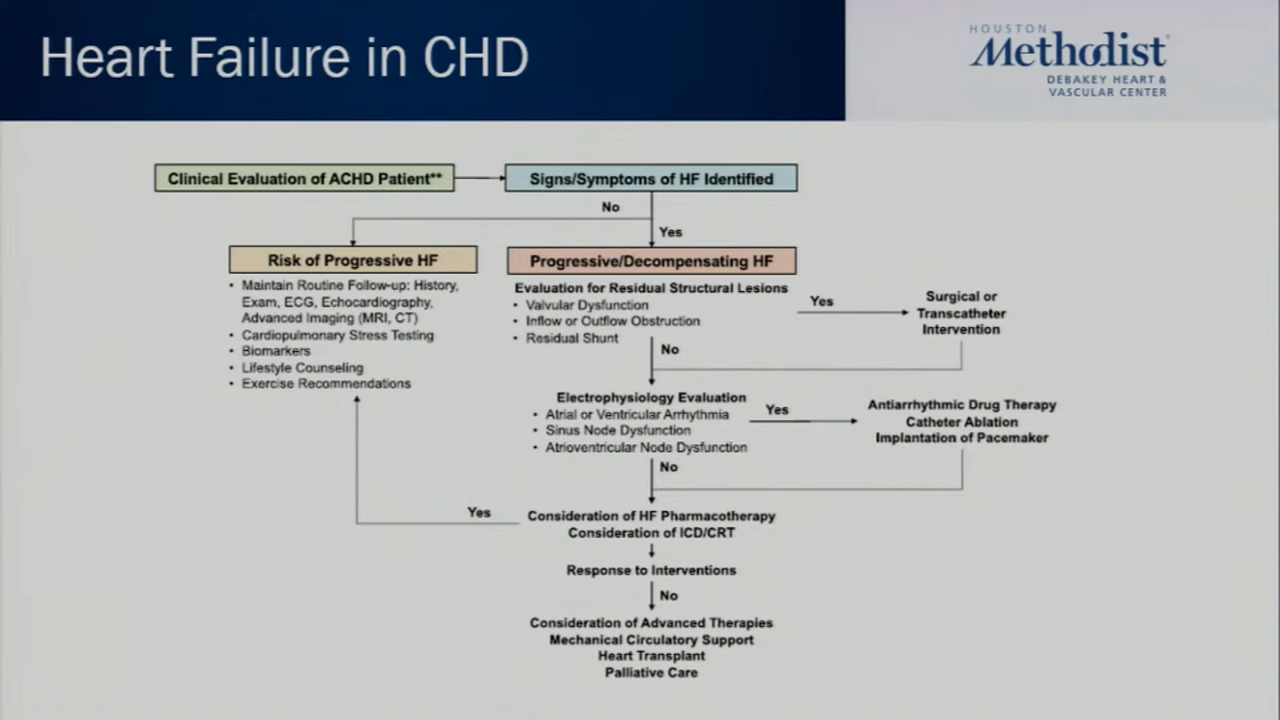 Heart Failure in CHD
HOUSTON
Methodist
DEBAKEY HEART &
VASCULAR CENTER
Clinical Evaluation of ACHD Patient**
Signs/Symptoms of HF Identified
No
Yes
Risk of Progressive HF
• Maintain Routine Follow-up: History,
Exam, ECG, Echocardiography,
Advanced Imaging (MRI, CT)
• Cardiopulmonary Stress Testing
• Biomarkers
• Lifestyle Counseling
• Exercise Recommendations
Progressive/Decompensating HF
Evaluation for Residual Structural Lesions
• Valvular Dysfunction
• Inflow or Outflow Obstruction
• Residual Shunt
Yes
Surgical or
Transcatheter
Intervention
No
Electrophysiology Evaluation
• Atrial or Ventricular Arrhythmia
• Sinus Node Dysfunction
• Atrioventricular Node Dysfunction
Yes
Antiarrhythmic Drug Therapy
Catheter Ablation
Implantation of Pacemaker
No
Yes
Consideration of HF Pharmacotherapy
Consideration of ICD/CRT
Response to Interventions
No
Consideration of Advanced Therapies
Mechanical Circulatory Support
Heart Transplant
Palliative Care